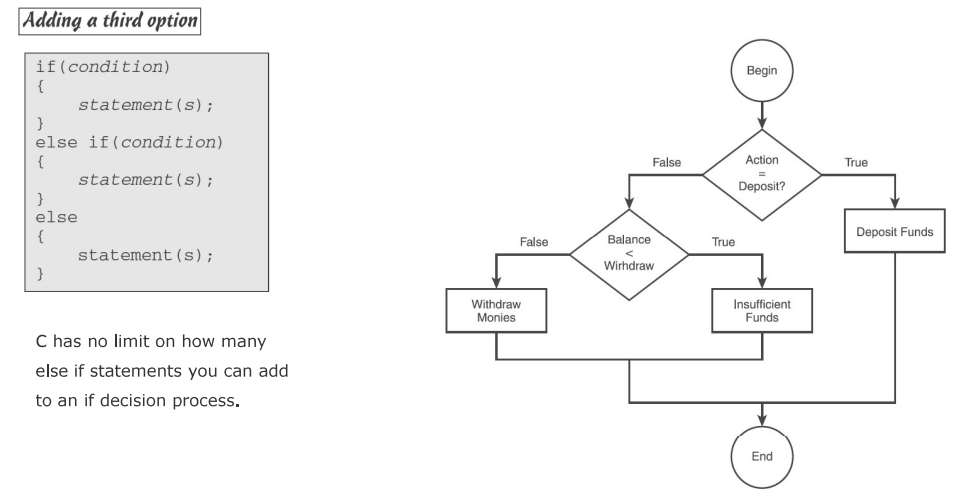 Adding a third option
if(condition)
{
statement(s);
}
else if(condition)
{
statement(s);
}
else
{
statement(s);
}
C has no limit on how many
else if statements you can add
to an if decision process.
Begin
Action
=
Deposit?
False
True
Deposit Funds
Balance
<
Wirhdraw
False
True
Withdraw
Monies
Insufficient
Funds
End